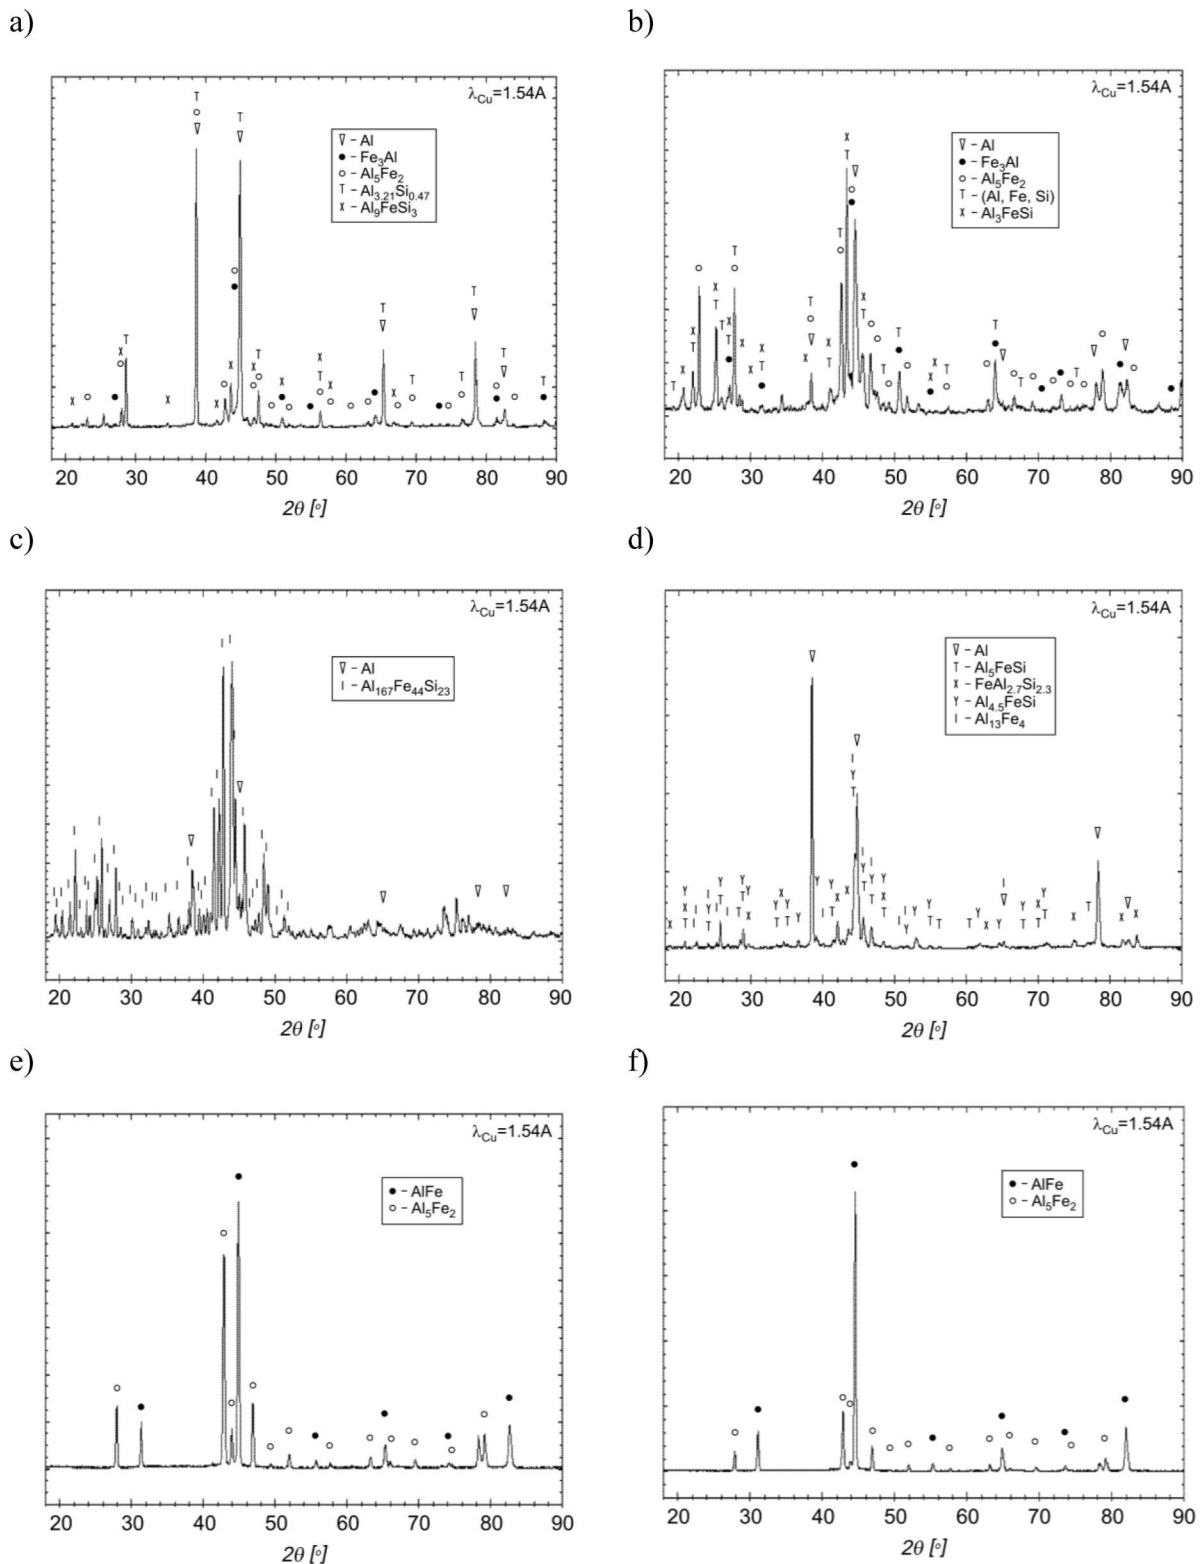 a)
λCu=1.54A
▽ – Al
● – Fe3Al
○ – Al5Fe2
T – Al3.21Si0.47
x – Al9FeSi3
20 30 40 50 60 70 80 90
2θ [°]
b)
λCu=1.54A
▽ – Al
● – Fe3Al
○ – Al5Fe2
T – (Al, Fe, Si)
x – Al3FeSi
20 30 40 50 60 70 80 90
2θ [°]
c)
λCu=1.54A
▽ – Al
I – Al167Fe44Si23
20 30 40 50 60 70 80 90
2θ [°]
d)
λCu=1.54A
▽ – Al
T – Al5FeSi
x – FeAl2.7Si2.3
Y – Al4.5FeSi
I – Al13Fe4
20 30 40 50 60 70 80 90
2θ [°]
e)
λCu=1.54A
● – AlFe
○ – Al5Fe2
20 30 40 50 60 70 80 90
2θ [°]
f)
λCu=1.54A
● – AlFe
○ – Al5Fe2
20 30 40 50 60 70 80 90
2θ [°]